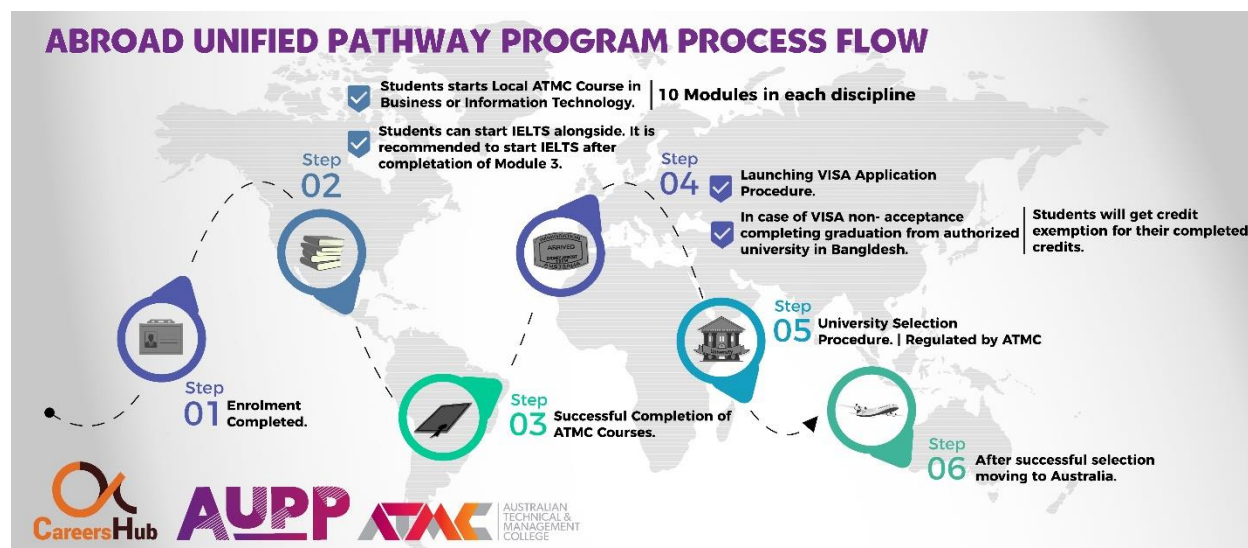 ABROAD UNIFIED PATHWAY PROGRAM PROCESS FLOW
Step
01
Enrolment
Completed.
Step
02
Students starts Local ATMC Course in
Business or Information Technology.
10 Modules in each discipline
Students can start IELTS alongside. It is
recommended to start IELTS after
completation of Module 3.
Step
03
Successful Completion of
ATMC Courses.
Step
04
Launching VISA Application
Procedure.
In case of VISA non- acceptance
completing graduation from authorized
university in Bangldesh.
Students will get credit
exemption for their completed
credits.
ARRIVED
AUSTRALIA
Step
05
University Selection
Procedure. | Regulated by ATMC
University
Step
06
After successful selection
moving to Australia.
CareersHub
AUPP
ATMC
AUSTRALIAN
TECHNICAL &
MANAGEMENT
COLLEGE